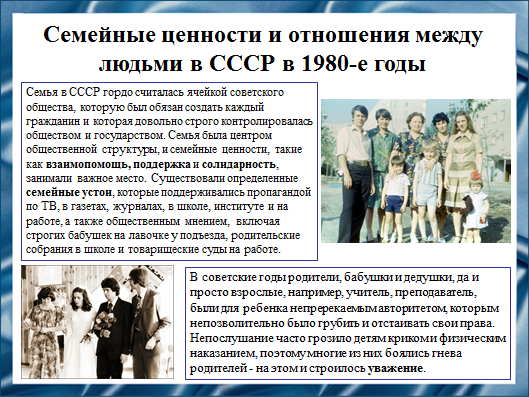 Семейные ценности и отношения между
людьми в СССР в 1980-е годы
Семья в СССР гордо считалась ячейкой советского
общества, которую был обязан создать каждый
гражданин и которая довольно строго контролировалась
обществом и государством. Семья была центром
общественной структуры, и семейные ценности, такие
как взаимопомощь, поддержка и солидарность,
занимали важное место. Существовали определенные
семейные устои, которые поддерживались пропагандой
по ТВ, в газетах, журналах, в школе, институте и на
работе, а также общественным мнением, включая
строгих бабушек на лавочке у подъезда, родительские
собрания в школе и товарищеские суды на работе.
В советские годы родители, бабушки и дедушки, да и
просто взрослые, например, учитель, преподаватель,
были для ребенка непререкаемым авторитетом, которым
непозволительно было грубить и отстаивать свои права.
Непослушание часто грозило детям криком и физическим
наказанием, поэтому многие из них боялись гнева
родителей - на этом и строилось уважение.